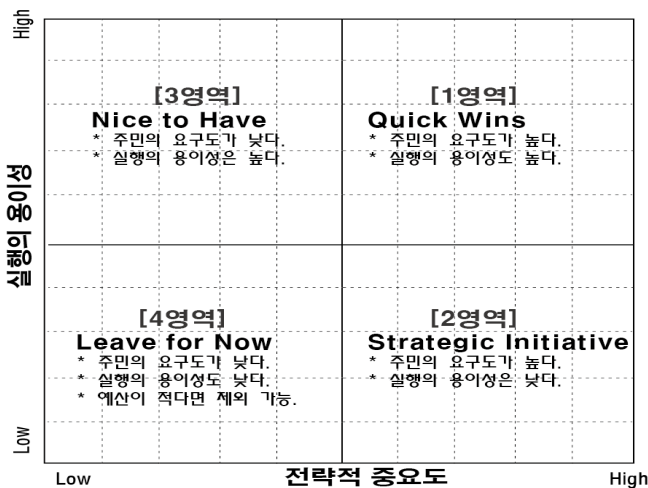 High
[3영역]
Nice to Have
* 주민의 요구도가 낮다.
* 실행의 용이성은 높다.
[1영역]
Quick Wins
* 주민의 요구도가 높다.
* 실행의 용이성도 높다.
실행의 용이성
[4영역]
Leave for Now
* 주민의 요구도가 낮다.
* 실행의 용이성도 낮다.
* 예산이 적다면 제외 가능.
[2영역]
Strategic Initiative
* 주민의 요구도가 높다.
* 실행의 용이성은 낮다.
Low
Low
전략적 중요도
High